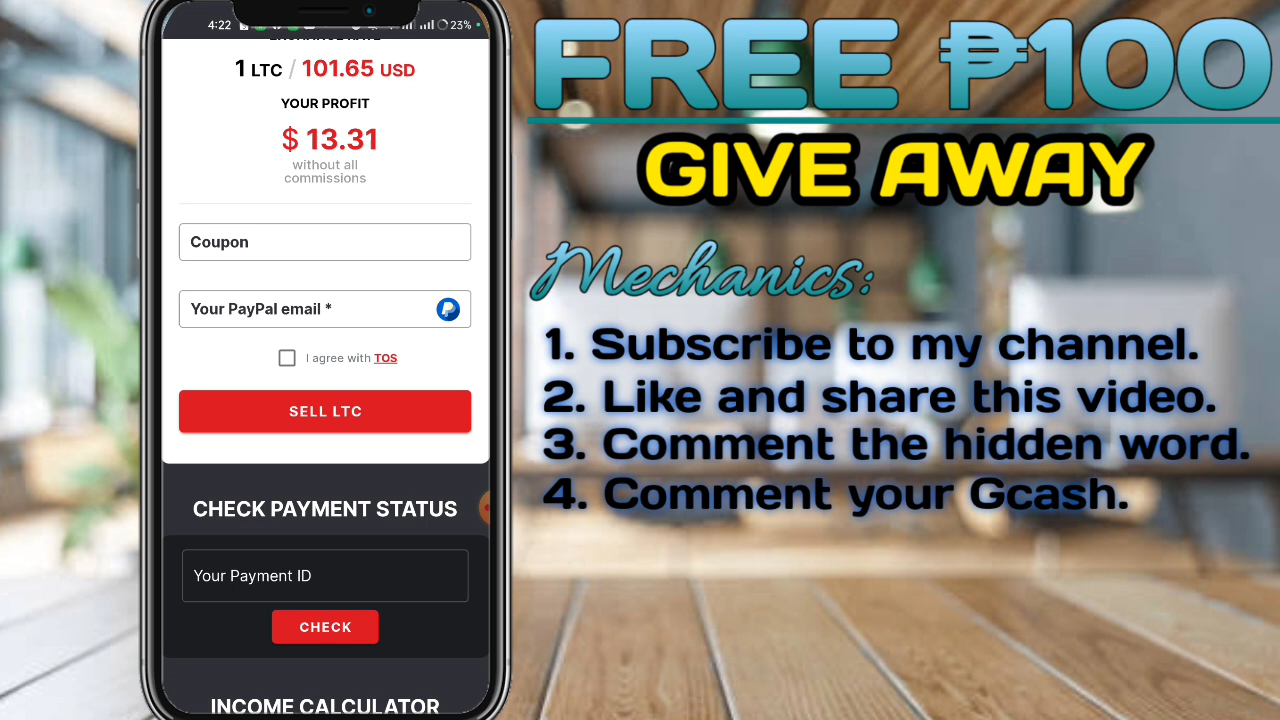 4:22
23%
EXCHANGE RATE
1 LTC / 101.65 USD
YOUR PROFIT
$ 13.31
without all
commissions
Coupon
Your PayPal email *
I agree with TOS
SELL LTC
CHECK PAYMENT STATUS
Your Payment ID
CHECK
INCOME CALCULATOR
FREE ₱100
GIVE AWAY
Mechanics:
1. Subscribe to my channel.
2. Like and share this video.
3. Comment the hidden word.
4. Comment your Gcash.